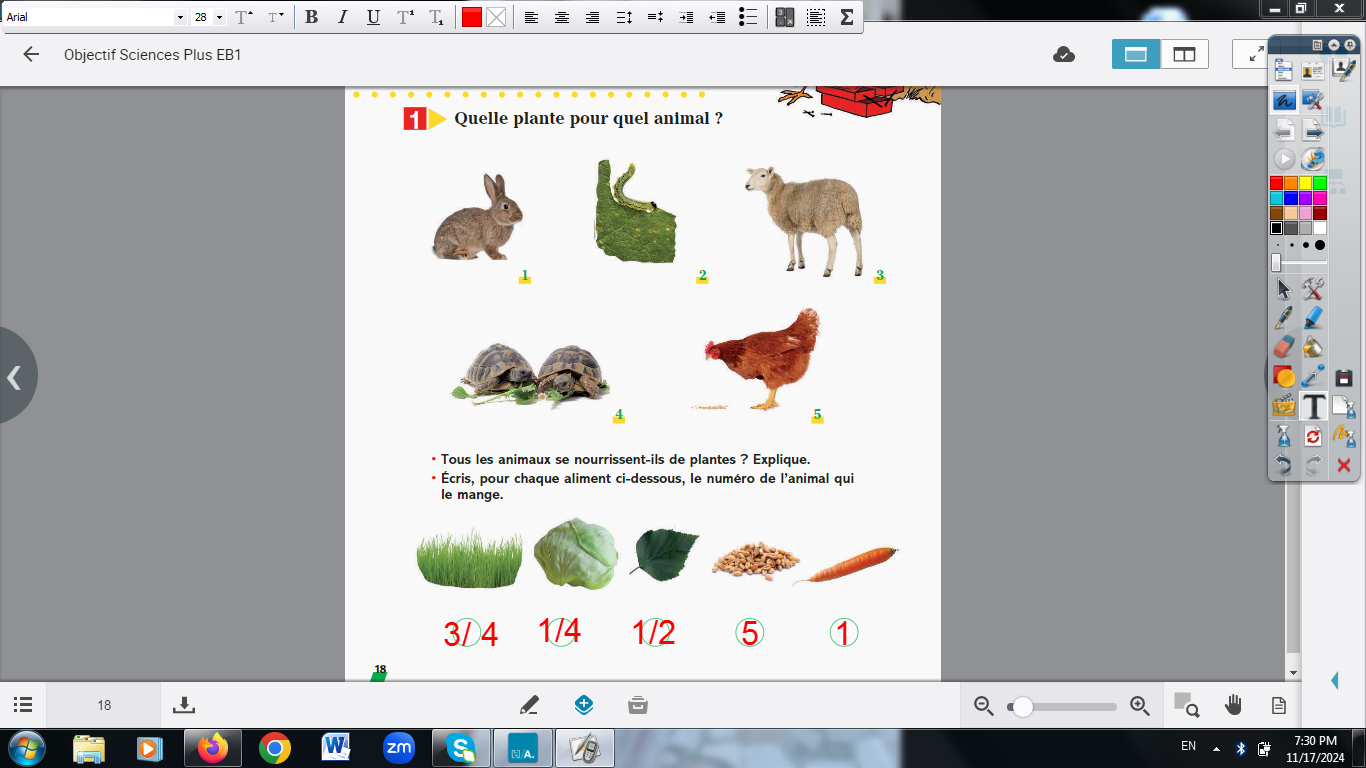 Arial 28 B I U T T
Objectif Sciences Plus EB1
1 Quelle plante pour quel animal ?
1
2
3
4
5
• Tous les animaux se nourrissent-ils de plantes ? Explique.
• Écris, pour chaque aliment ci-dessous, le numéro de l'animal qui
le mange.
3/ 4 1/4 1/2 5 1
18
18
EN 7:30 PM
11/17/2024